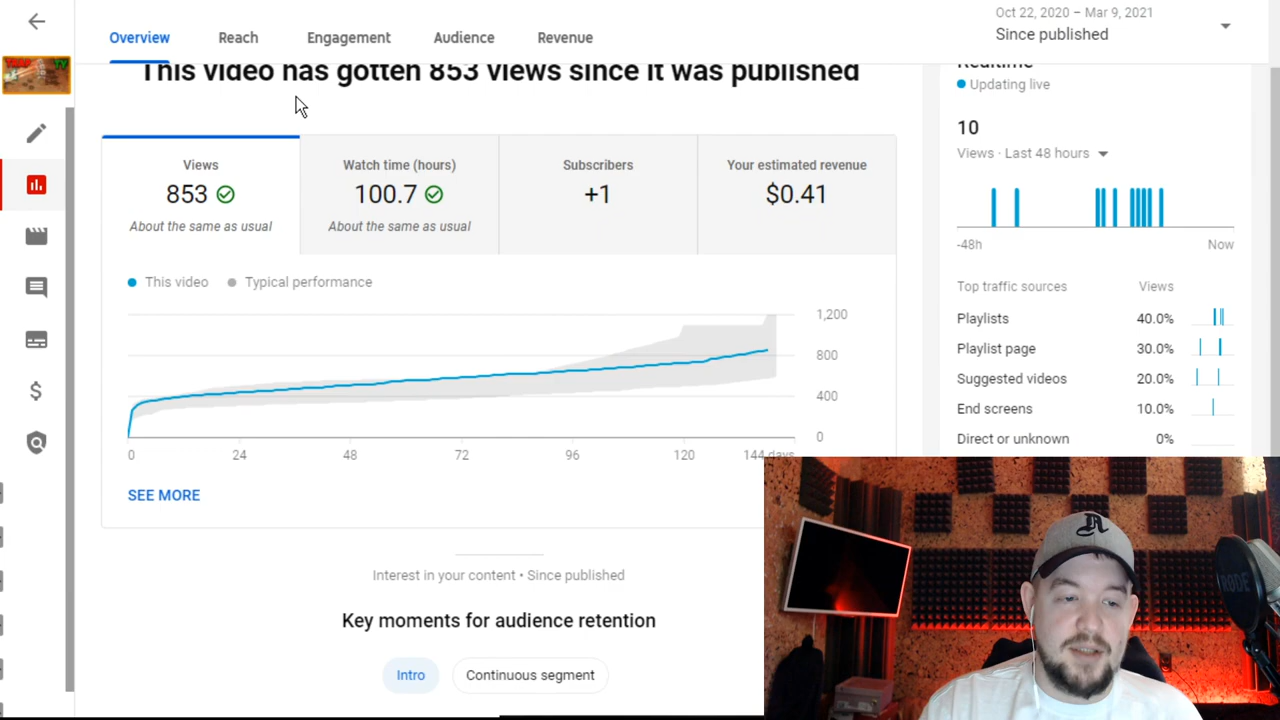 Oct 22, 2020 – Mar 9, 2021
Overview
Reach
Engagement
Audience
Revenue
Since published
This video has gotten 853 views since it was published
Realtime
Updating live
10
Views · Last 48 hours
Views
Watch time (hours)
Subscribers
Your estimated revenue
853
100.7
+1
$0.41
About the same as usual
About the same as usual
-48h
Now
This video
Typical performance
Top traffic sources
Views
1,200
800
400
0
Playlists
40.0%
Playlist page
30.0%
Suggested videos
20.0%
End screens
10.0%
Direct or unknown
0%
0
24
48
72
96
120
144 days
SEE MORE
Interest in your content • Since published
Key moments for audience retention
Intro
Continuous segment
RODE